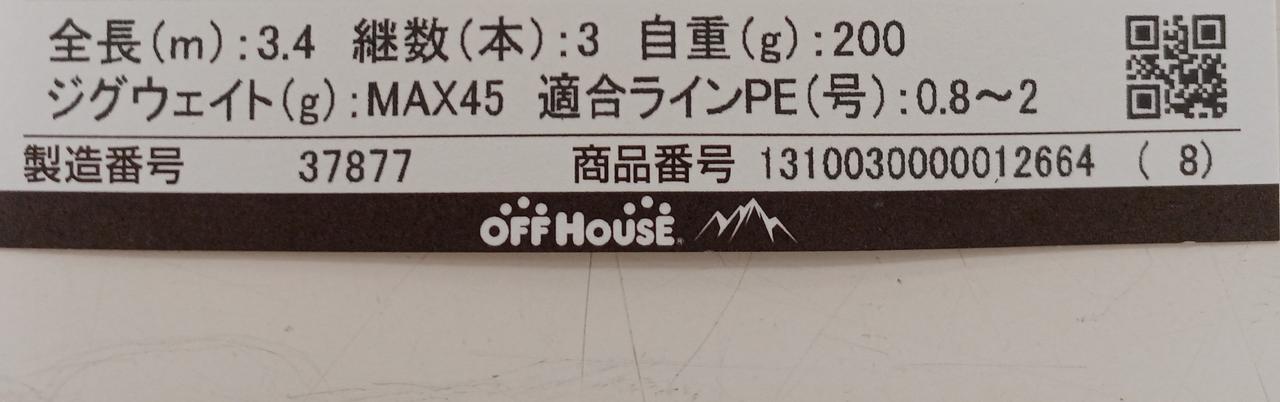 全長(m):3.4 継数(本):3 自重(g):200
ジグウェイト(g):MAX45 適合ラインPE(号):0.8～2
製造番号 37877 商品番号 1310030000012664 ( 8)
OFF HOUSE